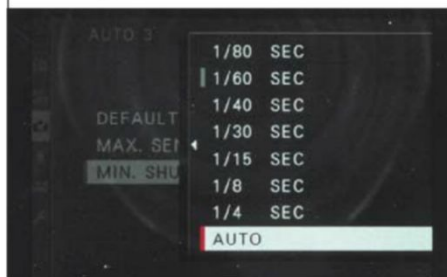 AUTO 3
DEFAULT
MAX. SEN
MIN. SHU
1/80 SEC
1/60 SEC
1/40 SEC
1/30 SEC
1/15 SEC
1/8 SEC
1/4 SEC
AUTO